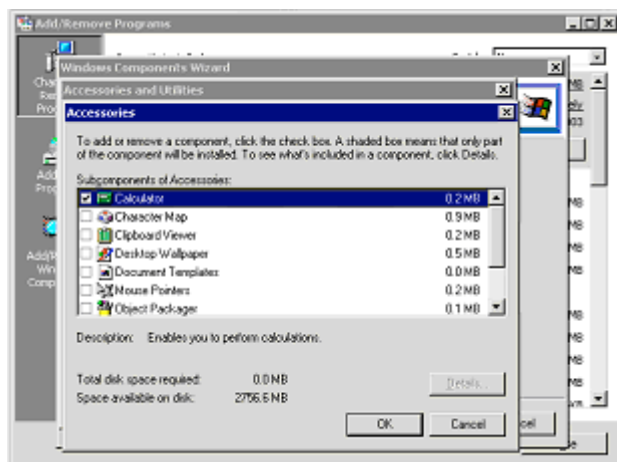 Add/Remove Programs
Windows Components Wizard
Accessories and Utilities
Accessories
To add or remove a component, click the check box. A shaded box means that only part
of the component will be installed. To see what's included in a component, click Details.
Subcomponents of Accessories:
Calculator 0.2 MB
Character Map 0.9 MB
Clipboard Viewer 0.2 MB
Desktop Wallpaper 0.5 MB
Document Templates 0.0 MB
Mouse Pointers 0.2 MB
Object Packager 0.1 MB
Description: Enables you to perform calculations.
Total disk space required: 0.0 MB
Space available on disk: 2756.6 MB
Details...
OK Cancel